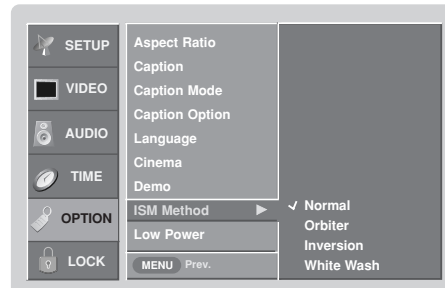 SETUP
VIDEO
AUDIO
TIME
OPTION
LOCK
Aspect Ratio
Caption
Caption Mode
Caption Option
Language
Cinema
Demo
ISM Method ►
Low Power
MENU Prev.
✓ Normal
Orbiter
Inversion
White Wash